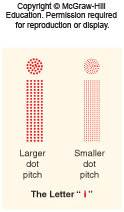 Copyright © McGraw-Hill
Education. Permission required
for reproduction or display.
Larger
dot
pitch
Smaller
dot
pitch
The Letter “ i ”